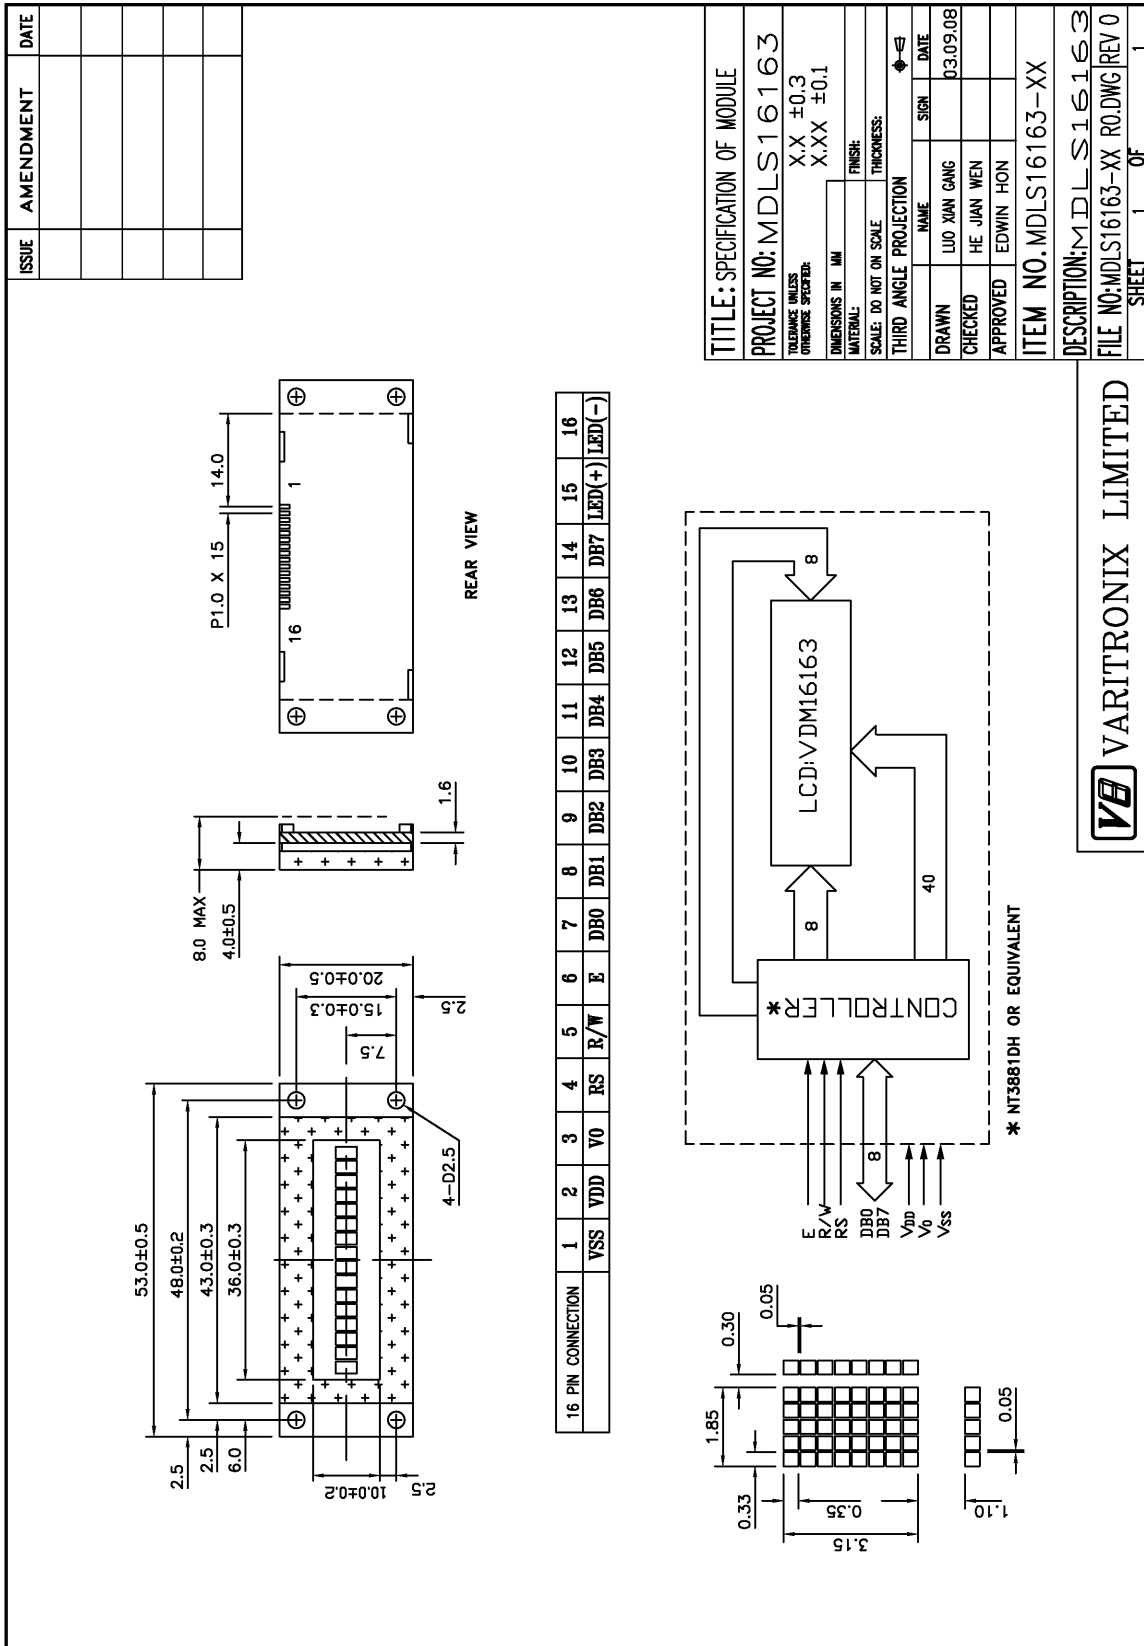 53.0±0.5
48.0±0.2
43.0±0.3
36.0±0.3
2.5
2.5
6.0
10.0±0.2
2.5
4-D2.5
7.5
15.0±0.3
20.0±0.5
2.5
8.0 MAX
4.0±0.5
1.6
P1.0 X 15
14.0
16
1
REAR VIEW
ISSUE AMENDMENT DATE
16 PIN CONNECTION 1 2 3 4 5 6 7 8 9 10 11 12 13 14 15 16
VSS VDD V0 RS R/W E DB0 DB1 DB2 DB3 DB4 DB5 DB6 DB7 LED(+) LED(-)
0.33
1.85
0.30
0.05
3.15
0.35
1.10
0.05
E
R/W
RS
DB0
DB7
8
VDD
V0
VSS
CONTROLLER*
8
40
LCD:VDM16163
8
* NT3881DH OR EQUIVALENT
TITLE: SPECIFICATION OF MODULE
PROJECT NO: MDLS16163
TOLERANCE UNLESS
OTHERWISE SPECIFIED:
X.X ±0.3
X.XX ±0.1
DIMENSIONS IN MM
MATERIAL: FINISH:
SCALE: DO NOT ON SCALE THICKNESS:
THIRD ANGLE PROJECTION
NAME SIGN DATE
DRAWN LUO XIAN GANG 03.09.08
CHECKED HE JIAN WEN
APPROVED EDWIN HON
ITEM NO. MDLS16163-XX
DESCRIPTION: MDLS16163
FILE NO: MDLS16163-XX R0.DWG REV 0
SHEET 1 OF 1
VARITRONIX LIMITED